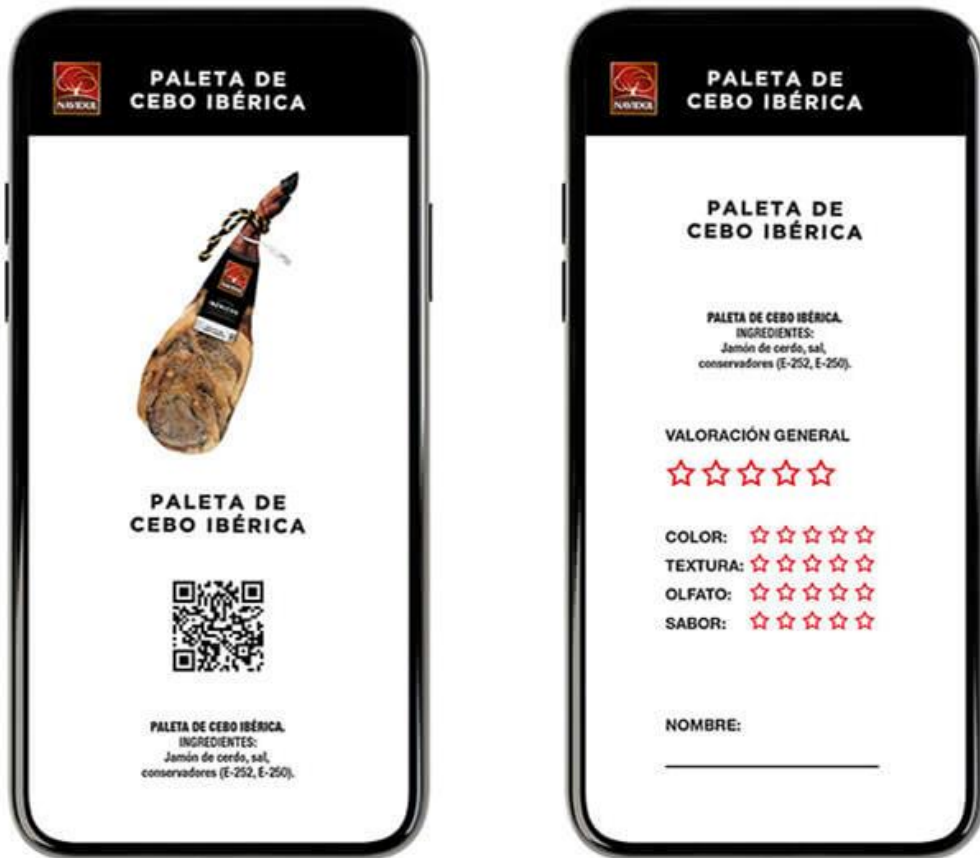 NAVIDUL
PALETA DE
CEBO IBÉRICA
NAVIDUL
IBÉRICOS
PALETA DE
CEBO IBÉRICA
PALETA DE CEBO IBÉRICA.
INGREDIENTES:
Jamón de cerdo, sal,
conservadores (E-252, E-250).
NAVIDUL
PALETA DE
CEBO IBÉRICA
PALETA DE
CEBO IBÉRICA
PALETA DE CEBO IBÉRICA.
INGREDIENTES:
Jamón de cerdo, sal,
conservadores (E-252, E-250).
VALORACIÓN GENERAL
COLOR:
TEXTURA:
OLFATO:
SABOR:
NOMBRE: